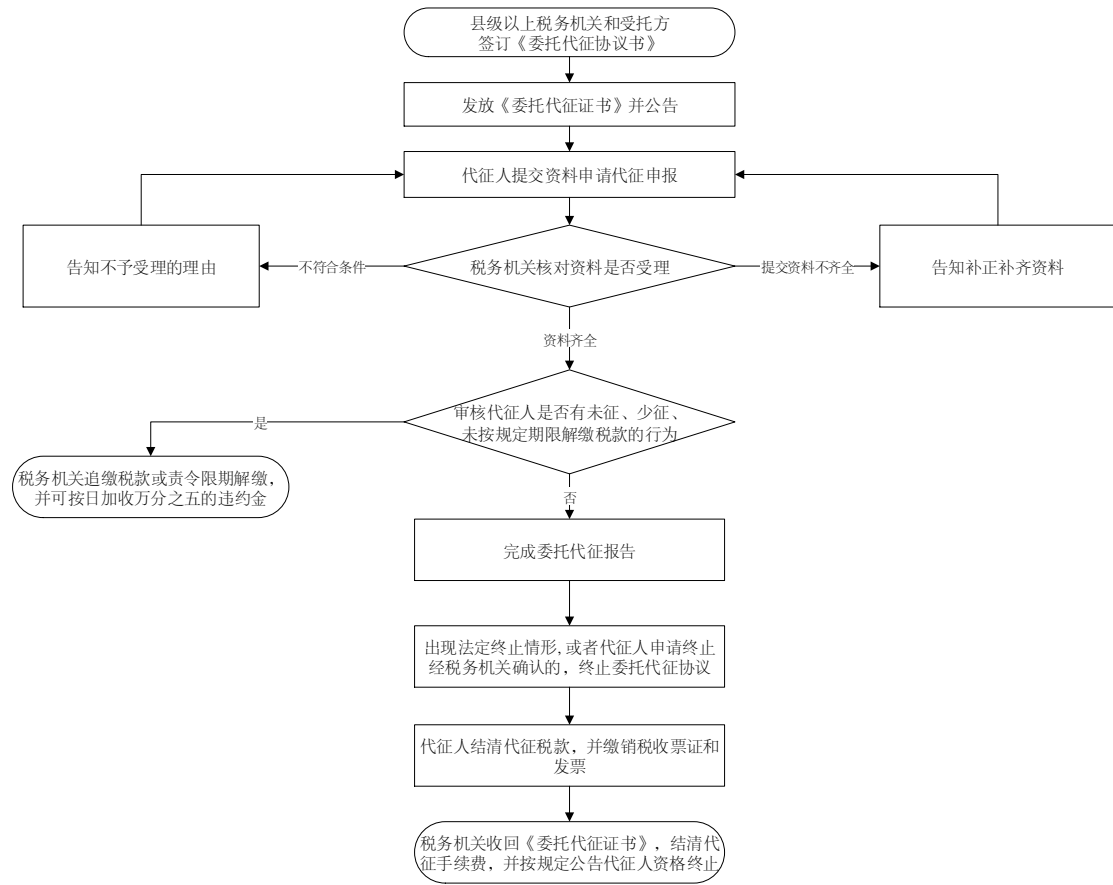 县级以上税务机关和受托方
签订《委托代征协议书》
发放《委托代征证书》并公告
代征人提交资料申请代征申报
告知不予受理的理由
不符合条件
税务机关核对资料是否受理
提交资料不齐全
告知补正补齐资料
资料齐全
审核代征人是否有未征、少征、
未按规定期限解缴税款的行为
是
税务机关追缴税款或责令限期解缴，
并可按日加收万分之五的违约金
否
完成委托代征报告
出现法定终止情形,或者代征人申请终止
经税务机关确认的，终止委托代征协议
代征人结清代征税款，并缴销税收票证和
发票
税务机关收回《委托代征证书》，结清代
征手续费，并按规定公告代征人资格终止